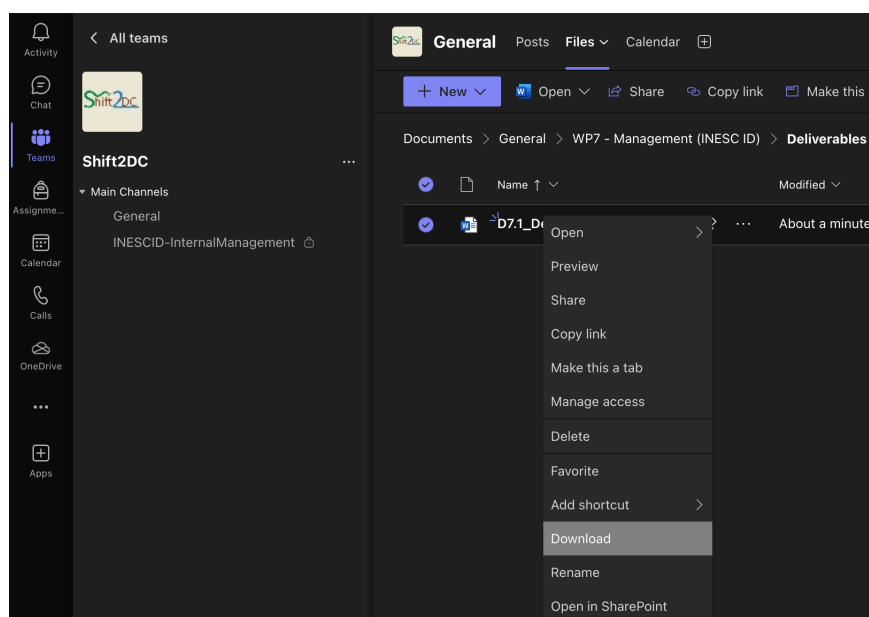 Activity
Chat
Teams
Assignme...
Calendar
Calls
OneDrive
Apps
All teams
Shift2DC
Shift2DC
Main Channels
General
INESCID-InternalManagement
Shift2DC
General
Posts
Files
Calendar
New
Open
Share
Copy link
Make this
Documents > General > WP7 - Management (INESC ID) > Deliverables
Name ↑
Modified
D7.1_De
About a minute
Open
Preview
Share
Copy link
Make this a tab
Manage access
Delete
Favorite
Add shortcut
Download
Rename
Open in SharePoint